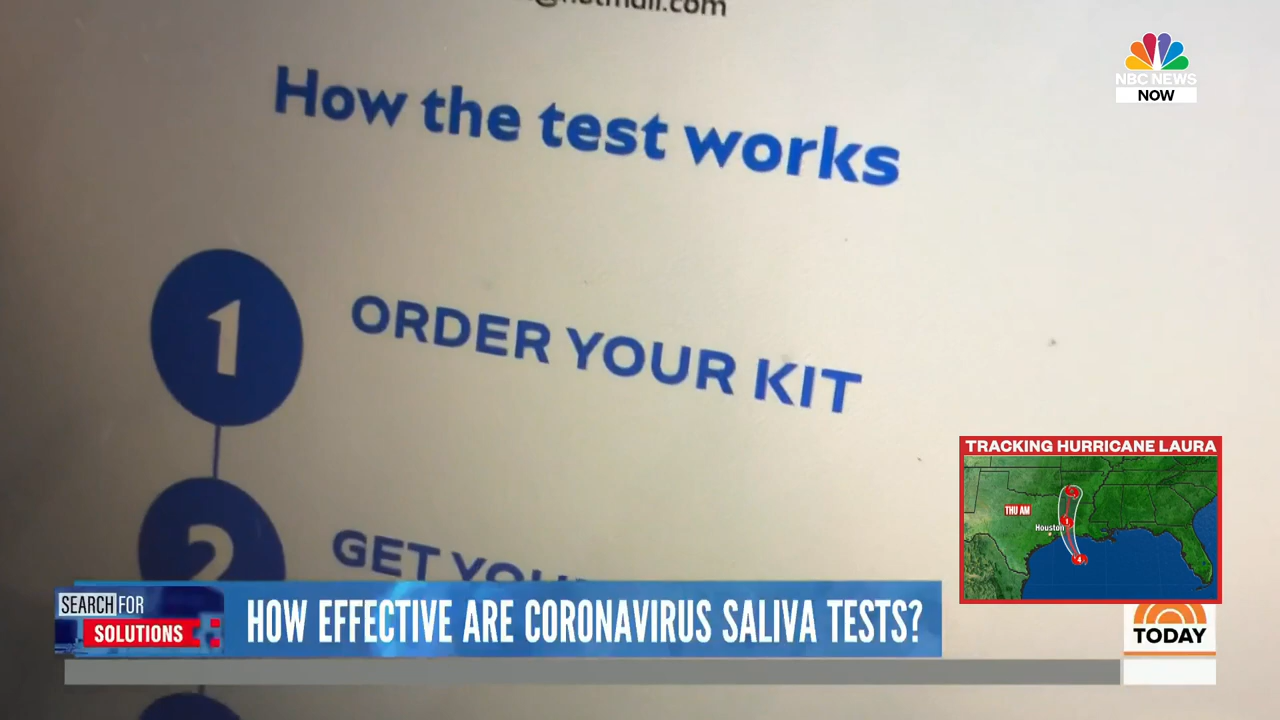 How the test works
NBC NEWS
NOW
1
ORDER YOUR KIT
2
GET
TRACKING HURRICANE LAURA
THU AM
Houston
SEARCH FOR
SOLUTIONS
HOW EFFECTIVE ARE CORONAVIRUS SALIVA TESTS?
TODAY